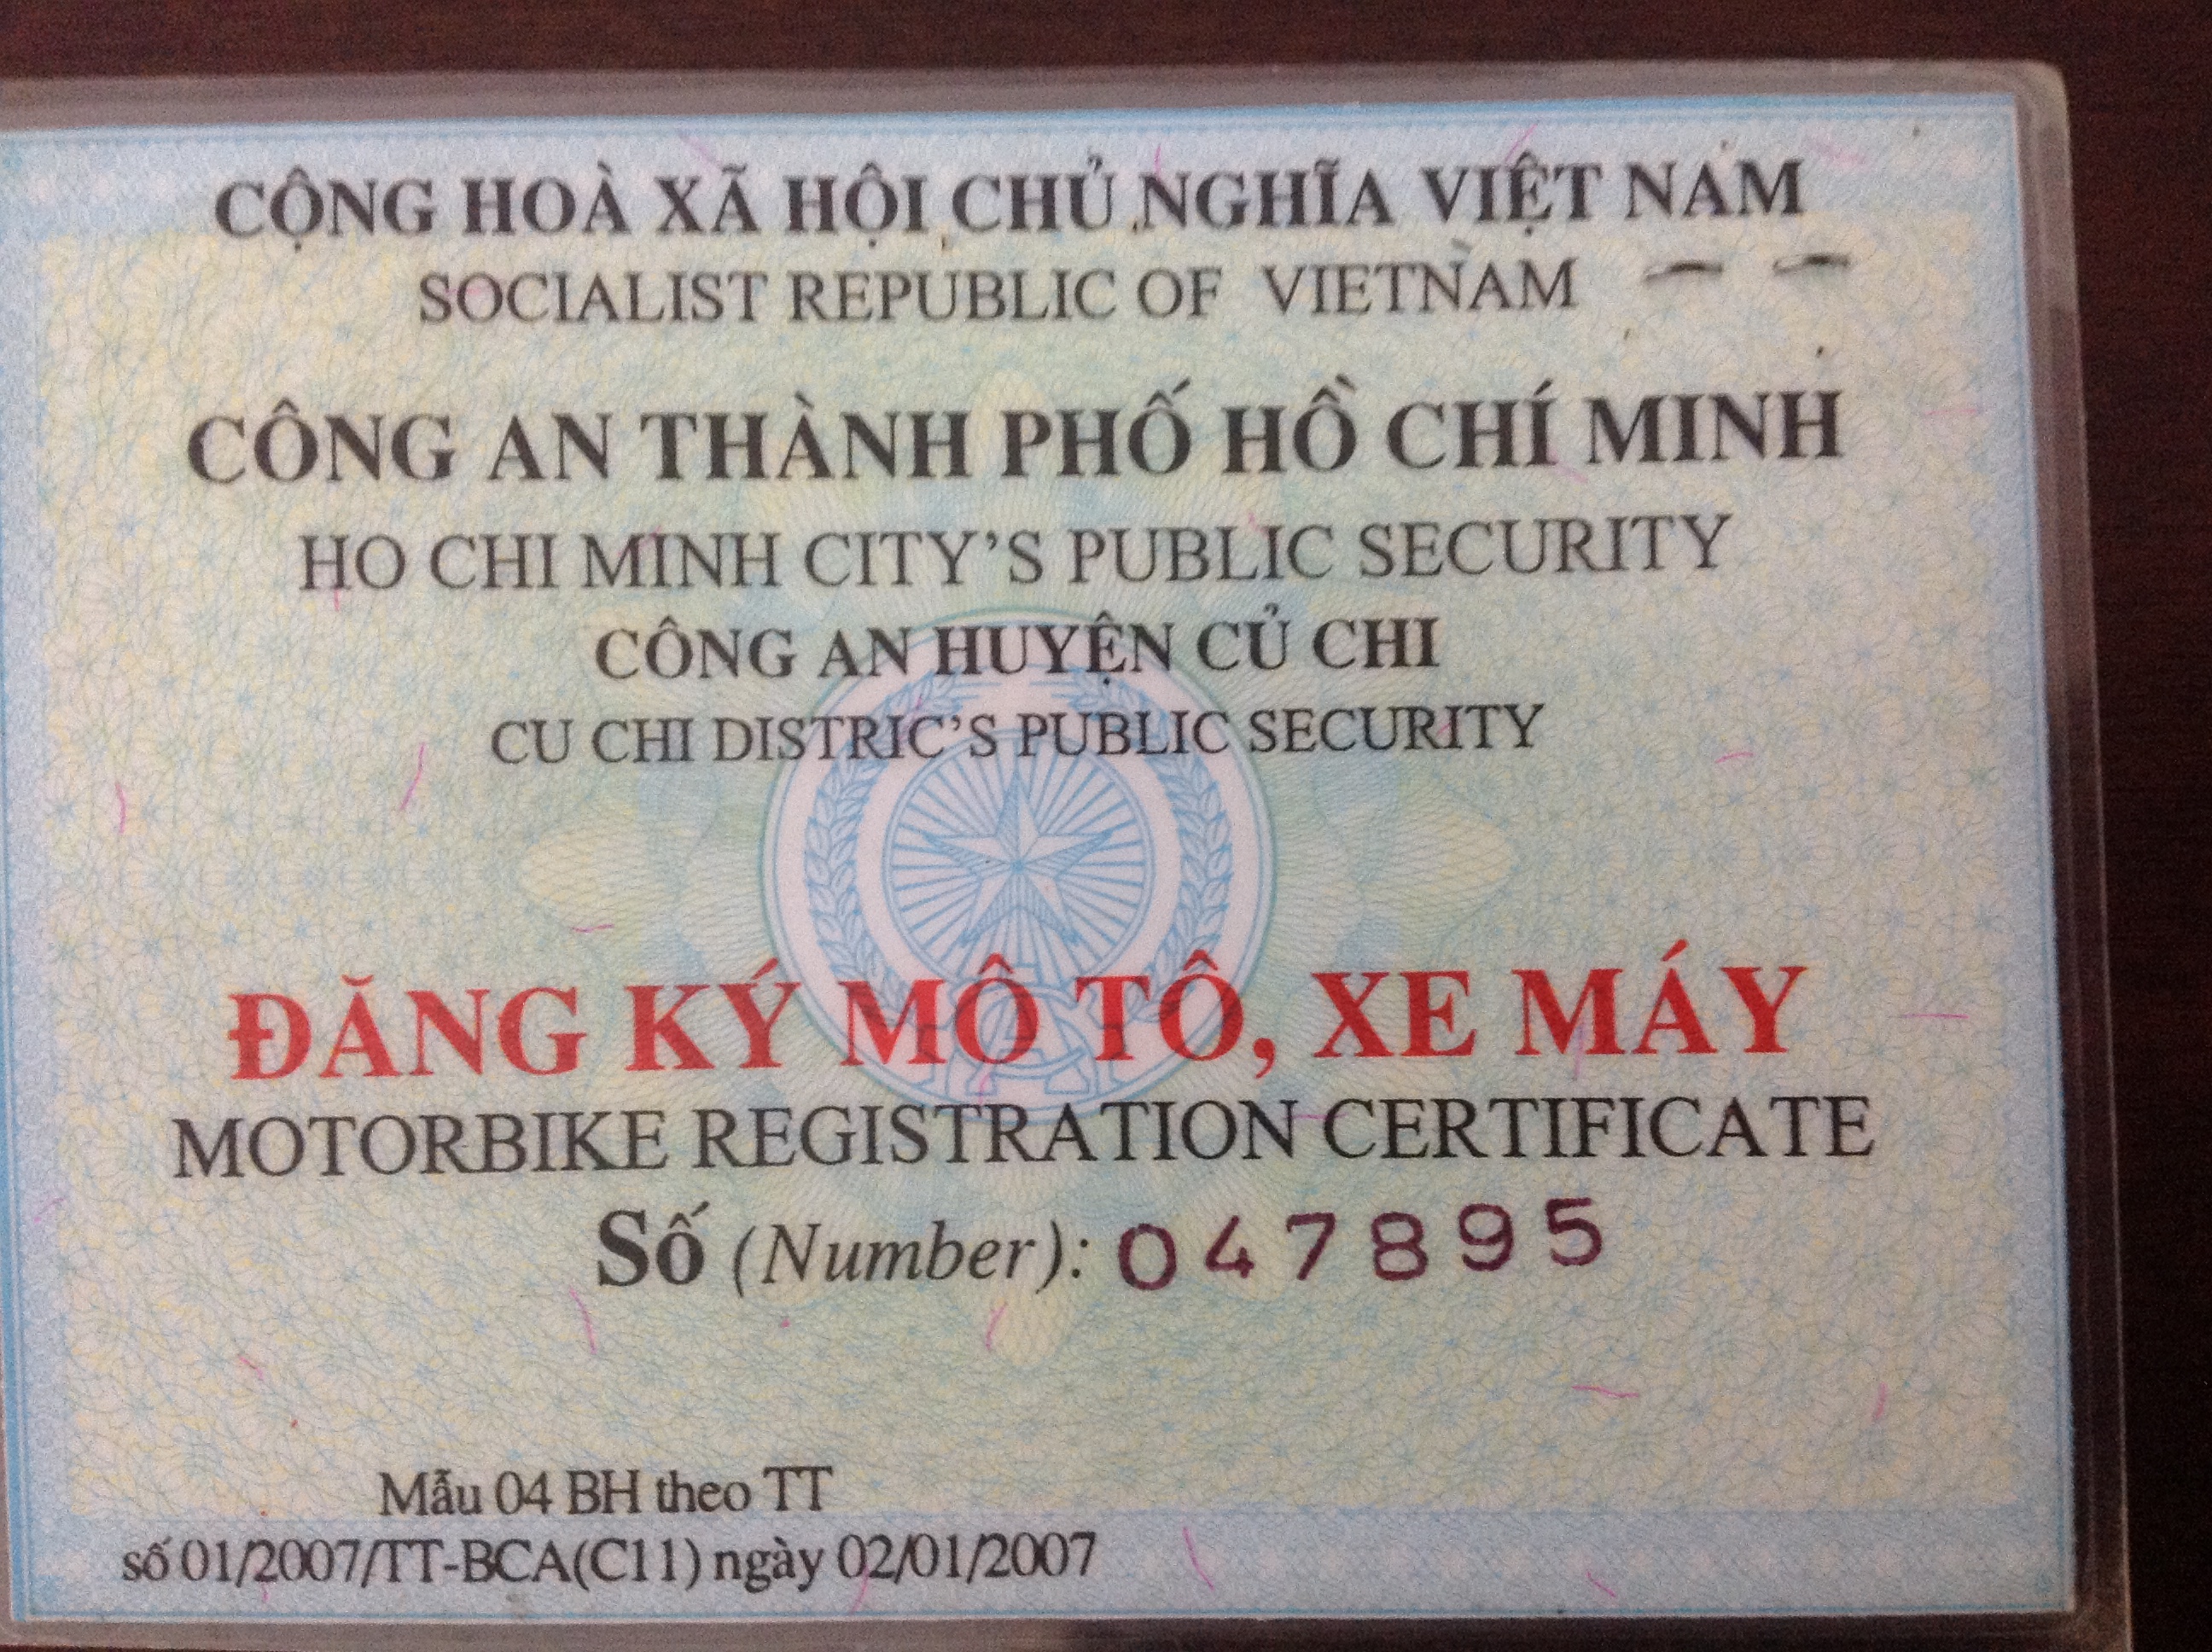 CỘNG HOÀ XÃ HỘI CHỦ NGHĨA VIỆT NAM
SOCIALIST REPUBLIC OF VIETNAM
CÔNG AN THÀNH PHỐ HỒ CHÍ MINH
HO CHI MINH CITY'S PUBLIC SECURITY
CÔNG AN HUYỆN CỦ CHI
CU CHI DISTRIC'S PUBLIC SECURITY
ĐĂNG KÝ MÔ TÔ, XE MÁY
MOTORBIKE REGISTRATION CERTIFICATE
Số (Number): 047895
Mẫu 04 BH theo TT
số 01/2007/TT-BCA(C11) ngày 02/01/2007